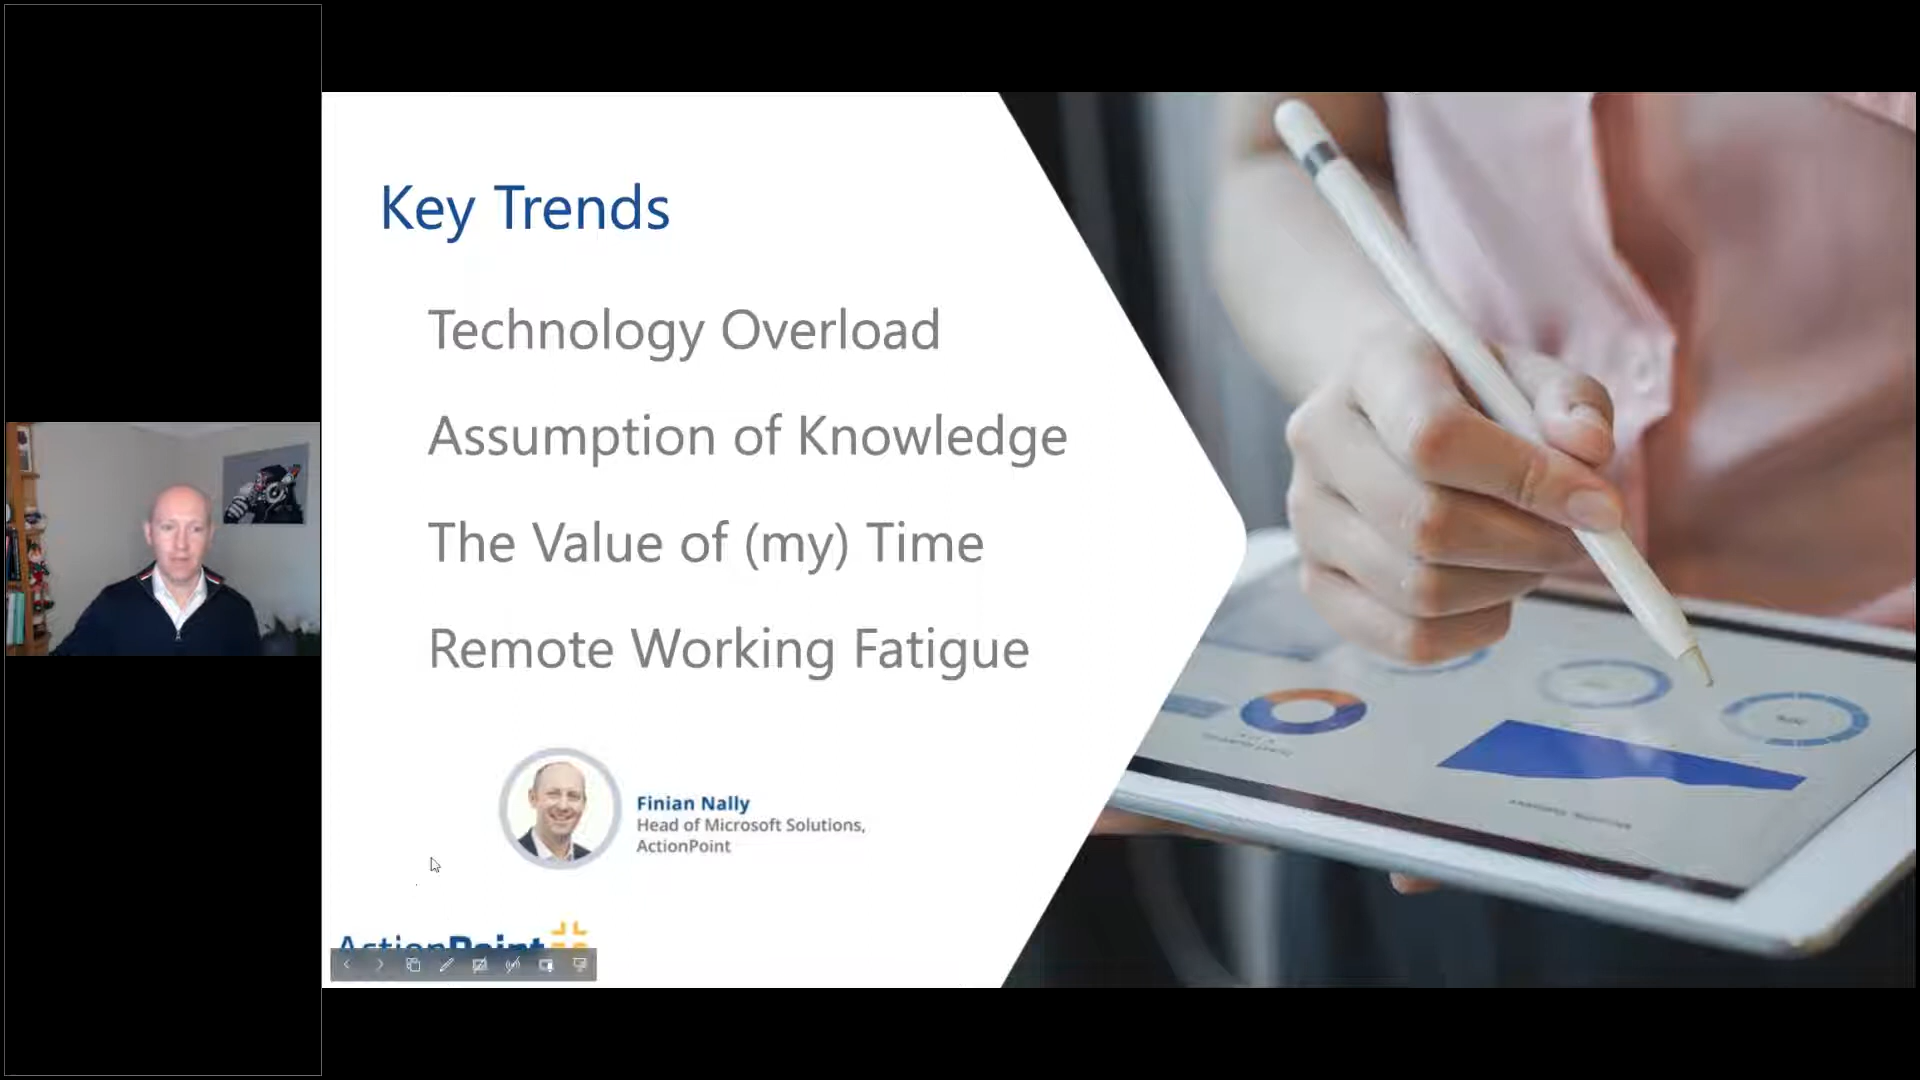 Key Trends
Technology Overload
Assumption of Knowledge
The Value of (my) Time
Remote Working Fatigue
Finian Nally
Head of Microsoft Solutions,
ActionPoint
ActionPoint